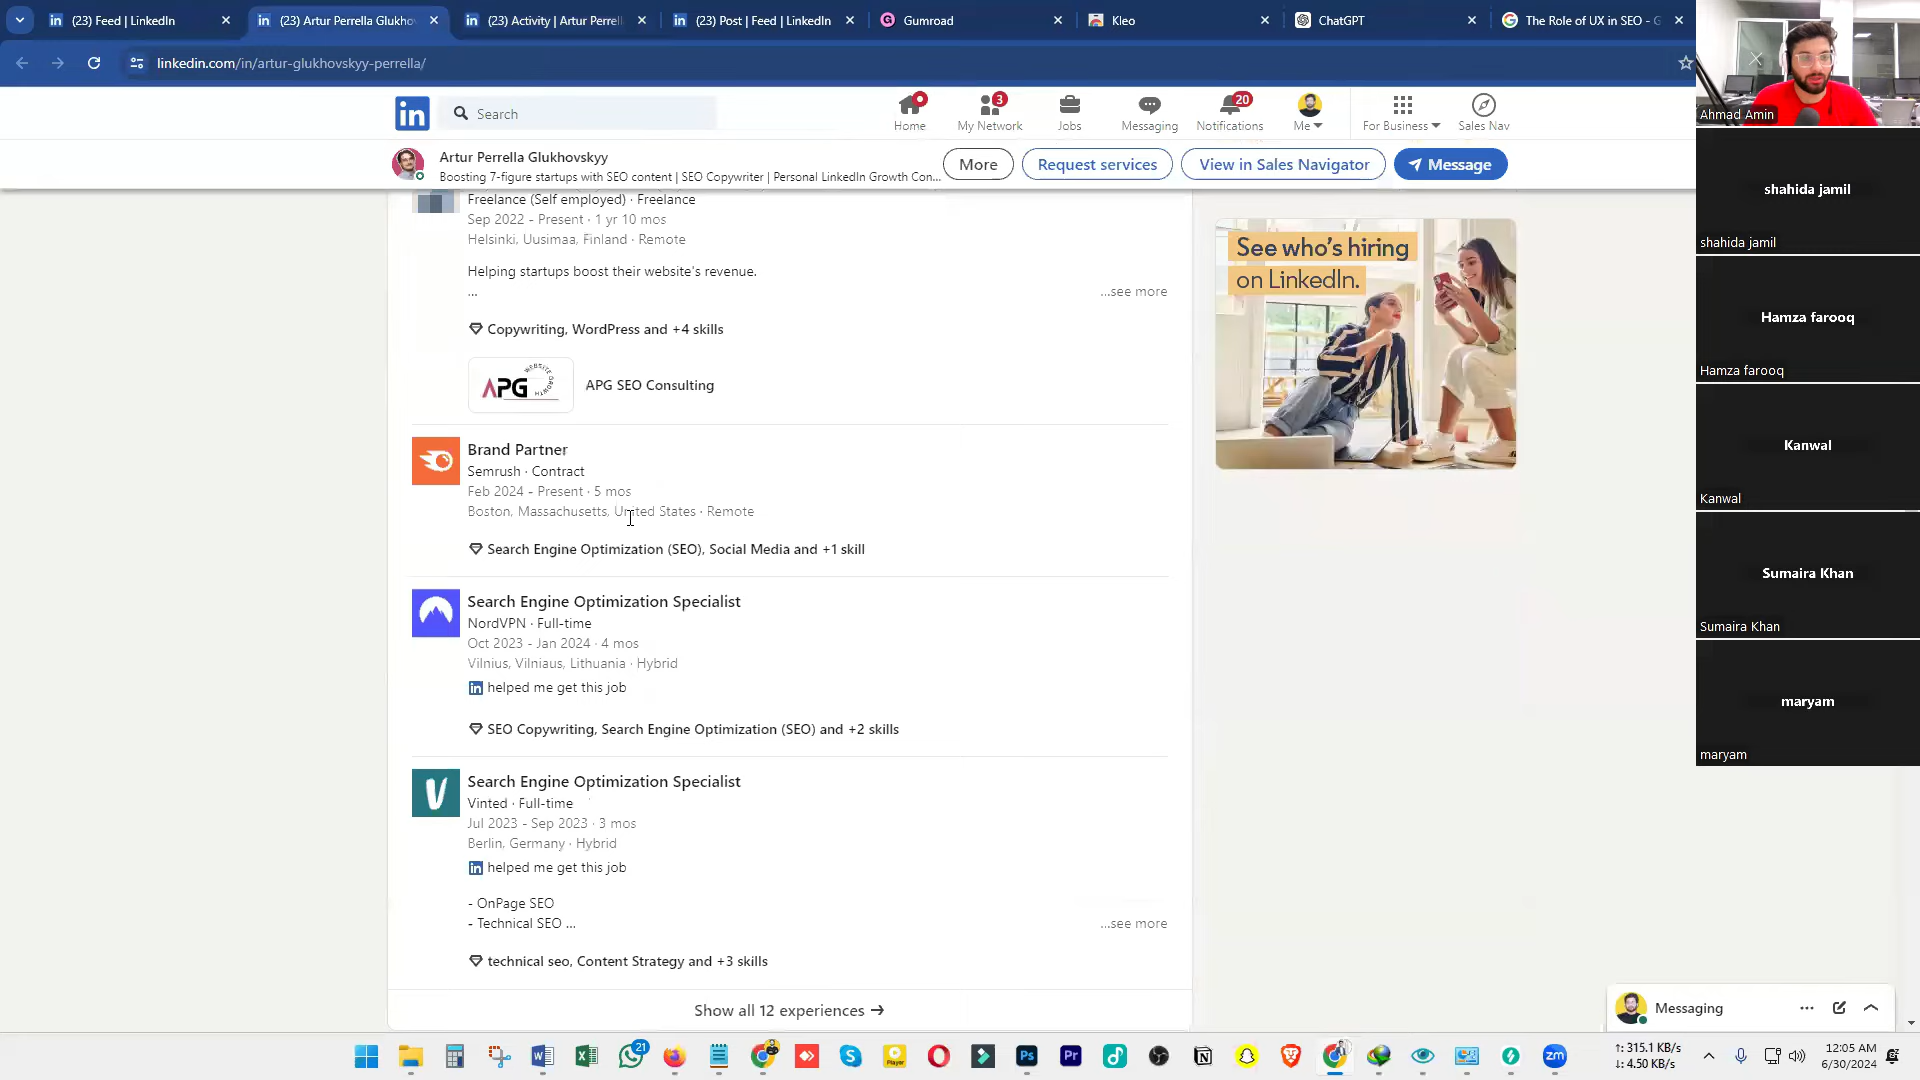 (23) Feed | LinkedIn
(23) Artur Perrella Glukho
(23) Activity | Artur Perrel
(23) Post | Feed | LinkedIn
Gumroad
Kleo
ChatGPT
The Role of UX in SEO - G
linkedin.com/in/artur-glukhovskyy-perrella/
Search
Home
3
My Network
Jobs
Messaging
20
Notifications
Me
For Business
Sales Nav
Artur Perrella Glukhovskyy
Boosting 7-figure startups with SEO content | SEO Copywriter | Personal LinkedIn Growth Con...
More
Request services
View in Sales Navigator
Message
Freelance (Self employed) · Freelance
Sep 2022 - Present · 1 yr 10 mos
Helsinki, Uusimaa, Finland · Remote
Helping startups boost their website's revenue.
...
...see more
Copywriting, WordPress and +4 skills
APG
WEBSITE GROWTH
APG SEO Consulting
Brand Partner
Semrush · Contract
Feb 2024 - Present · 5 mos
Boston, Massachusetts, United States · Remote
Search Engine Optimization (SEO), Social Media and +1 skill
Search Engine Optimization Specialist
NordVPN · Full-time
Oct 2023 - Jan 2024 · 4 mos
Vilnius, Vilniaus, Lithuania · Hybrid
in helped me get this job
SEO Copywriting, Search Engine Optimization (SEO) and +2 skills
Search Engine Optimization Specialist
Vinted · Full-time
Jul 2023 - Sep 2023 · 3 mos
Berlin, Germany · Hybrid
in helped me get this job
- OnPage SEO
- Technical SEO ...
...see more
technical seo, Content Strategy and +3 skills
Show all 12 experiences →
See who's hiring
on LinkedIn.
Ahmad Amin
shahida jamil
shahida jamil
Hamza farooq
Hamza farooq
Kanwal
Kanwal
Sumaira Khan
Sumaira Khan
maryam
maryam
Messaging
21
Player
zm
↑: 315.1 KB/s
↓: 4.50 KB/s
12:05 AM
6/30/2024